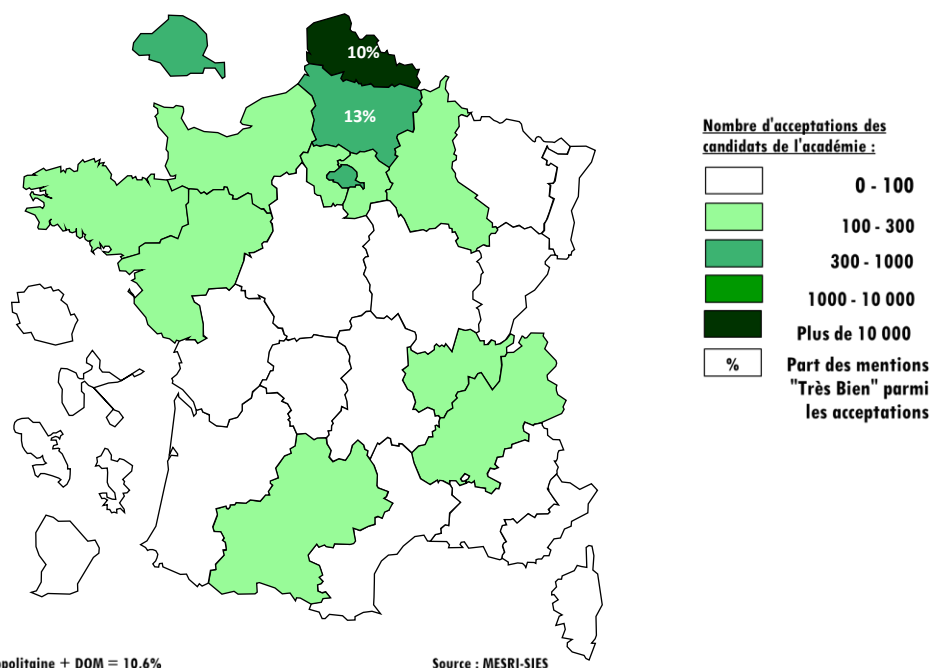 10%
13%
Nombre d'acceptations des
candidats de l'académie :
0 - 100
100 - 300
300 - 1000
1000 - 10 000
Plus de 10 000
% Part des mentions
"Très Bien" parmi
les acceptations
opolitaine + DOM = 10,6%
Source : MESRI-SIES